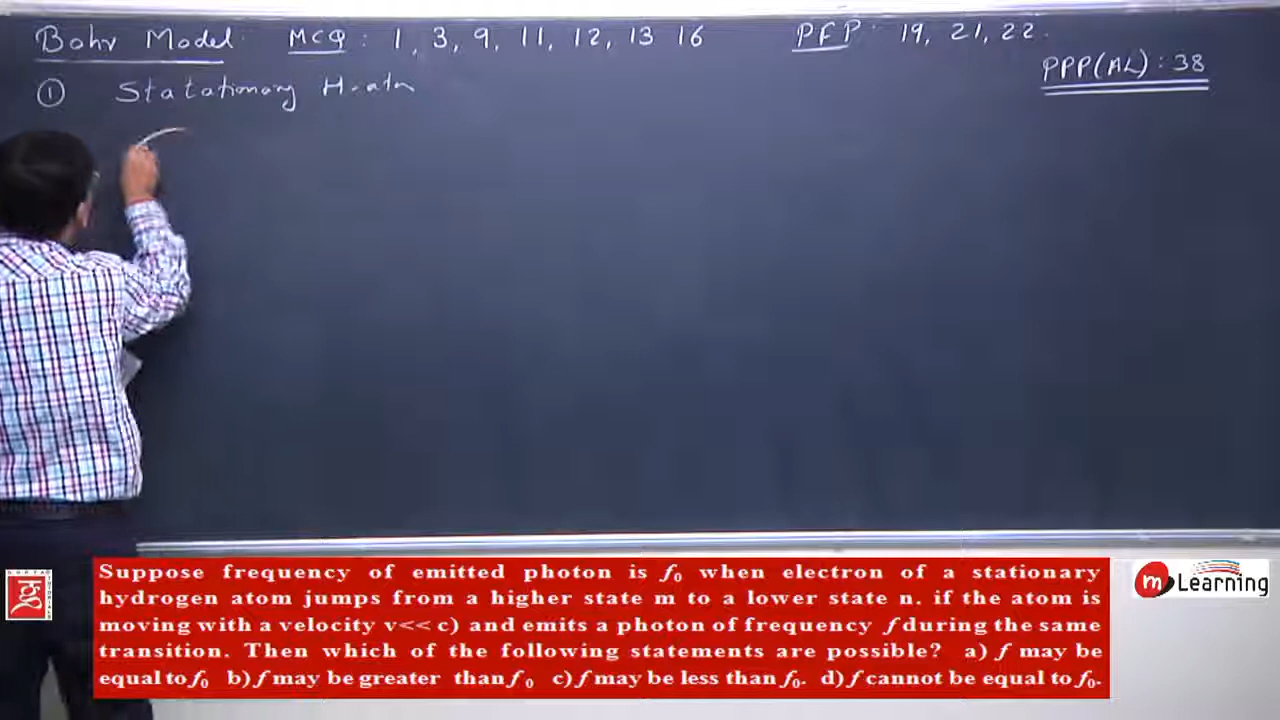 Bohr Model MCQ : 1, 3, 9, 11, 12, 13 16 PFP : 19, 21, 22.
PPP(AL) : 38
① Statationary H-atom
Suppose frequency of emitted photon is f₀ when electron of a stationary
hydrogen atom jumps from a higher state m to a lower state n. if the atom is
moving with a velocity v<< c) and emits a photon of frequency f during the same
transition. Then which of the following statements are possible? a) f may be
equal to f₀ b) f may be greater than f₀ c) f may be less than f₀. d) f cannot be equal to f₀.
m Learning